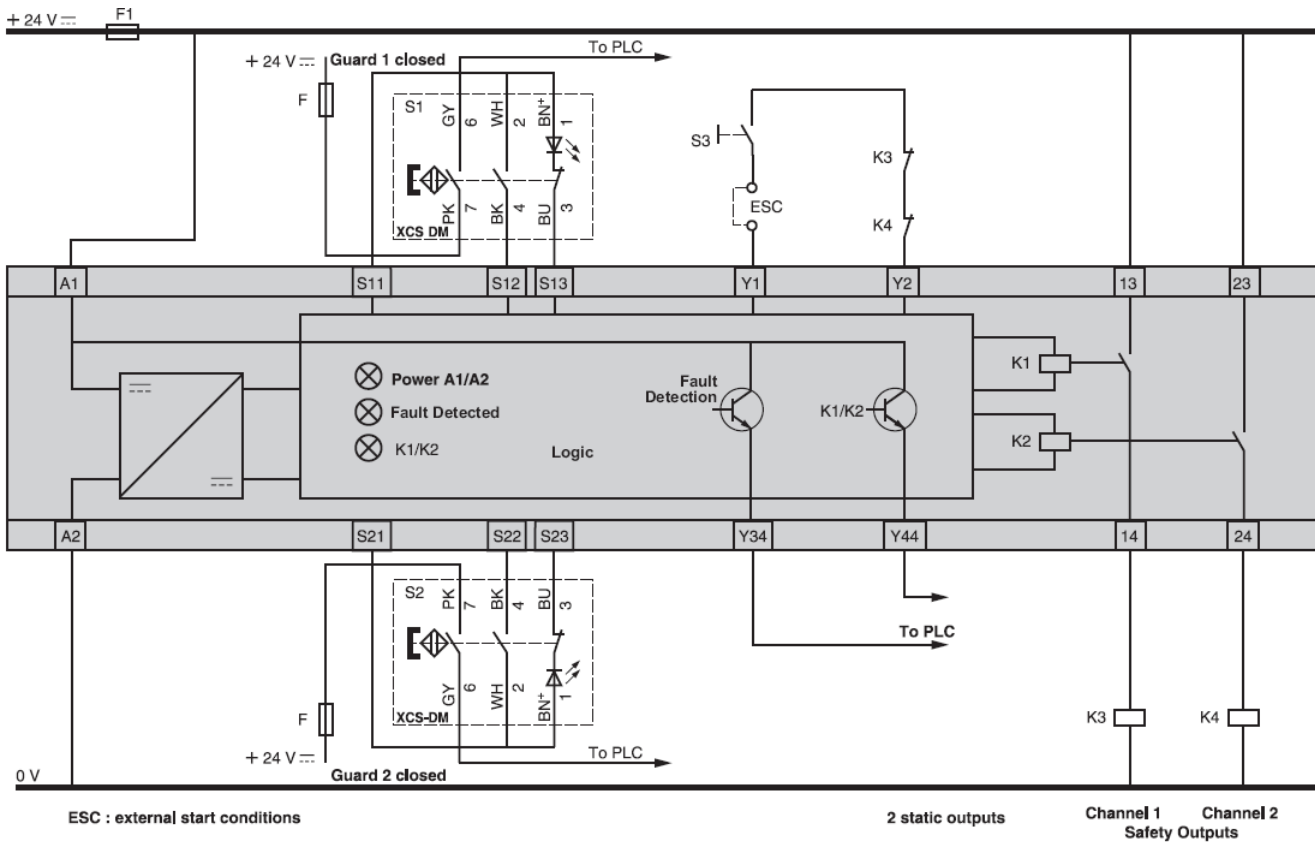 + 24 V F1
+ 24 V Guard 1 closed To PLC
F
S1 GY 6 WH 2 BN+ 1
PK 7 BK 4 BU 3
XCS DM
S3
ESC
K3
K4
A1 S11 S12 S13 Y1 Y2 13 23
Power A1/A2
Fault Detected
K1/K2
Logic
Fault
Detection
K1/K2
K1
K2
A2 S21 S22 S23 Y34 Y44 14 24
S2 PK 7 BK 4 BU 3
GY 6 WH 2 BN+ 1
XCS-DM
F
+ 24 V
Guard 2 closed
To PLC
To PLC
K3 K4
0 V
ESC : external start conditions
2 static outputs
Channel 1 Channel 2
Safety Outputs